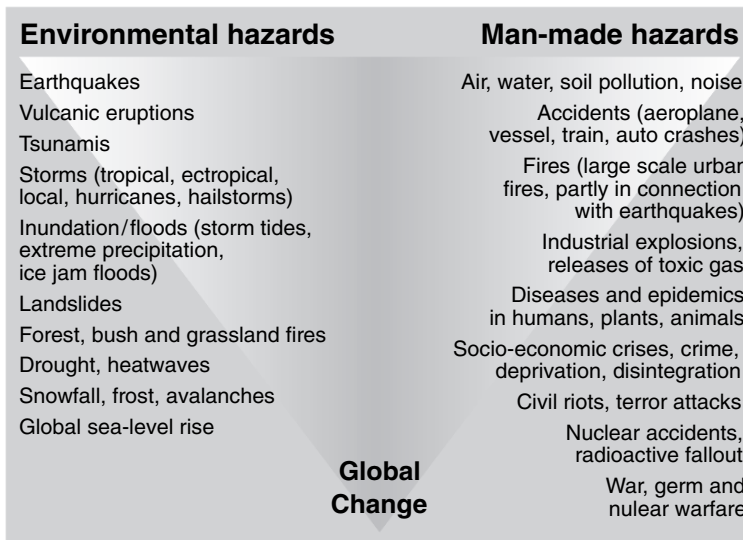 Environmental hazards
Earthquakes
Vulcanic eruptions
Tsunamis
Storms (tropical, ectropical,
local, hurricanes, hailstorms)
Inundation/floods (storm tides,
extreme precipitation,
ice jam floods)
Landslides
Forest, bush and grassland fires
Drought, heatwaves
Snowfall, frost, avalanches
Global sea-level rise
Man-made hazards
Air, water, soil pollution, noise
Accidents (aeroplane,
vessel, train, auto crashes)
Fires (large scale urban
fires, partly in connection
with earthquakes)
Industrial explosions,
releases of toxic gas
Diseases and epidemics
in humans, plants, animals
Socio-economic crises, crime,
deprivation, disintegration
Civil riots, terror attacks
Nuclear accidents,
radioactive fallout
War, germ and
nulear warfare
Global
Change